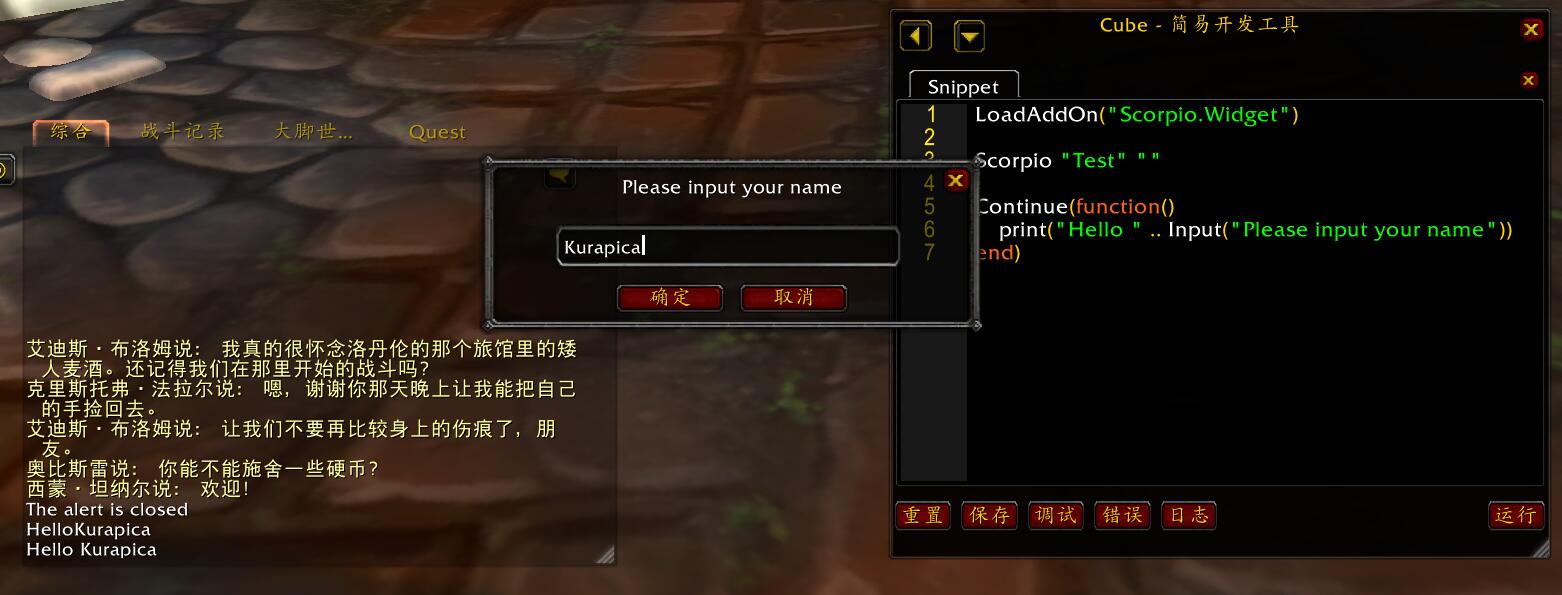 综合 战斗记录 大脚世... Quest
艾迪斯·布洛姆说： 我真的很怀念洛丹伦的那个旅馆里的矮
人麦酒。还记得我们在那里开始的战斗吗？
克里斯托弗·法拉尔说： 嗯，谢谢你那天晚上让我能把自己
的手捡回去。
艾迪斯·布洛姆说： 让我们不要再比较身上的伤痕了，朋
友。
奥比斯雷说： 你能不能施舍一些硬币？
西蒙·坦纳尔说： 欢迎！
The alert is closed
HelloKurapica
Hello Kurapica
Please input your name
Kurapica
确定 取消
Cube - 简易开发工具
Snippet
1 LoadAddOn("Scorpio.Widget")
2
3 Scorpio "Test" ""
4
5 Continue(function()
6 print("Hello " .. Input("Please input your name"))
7 end)
重置 保存 调试 错误 日志 运行